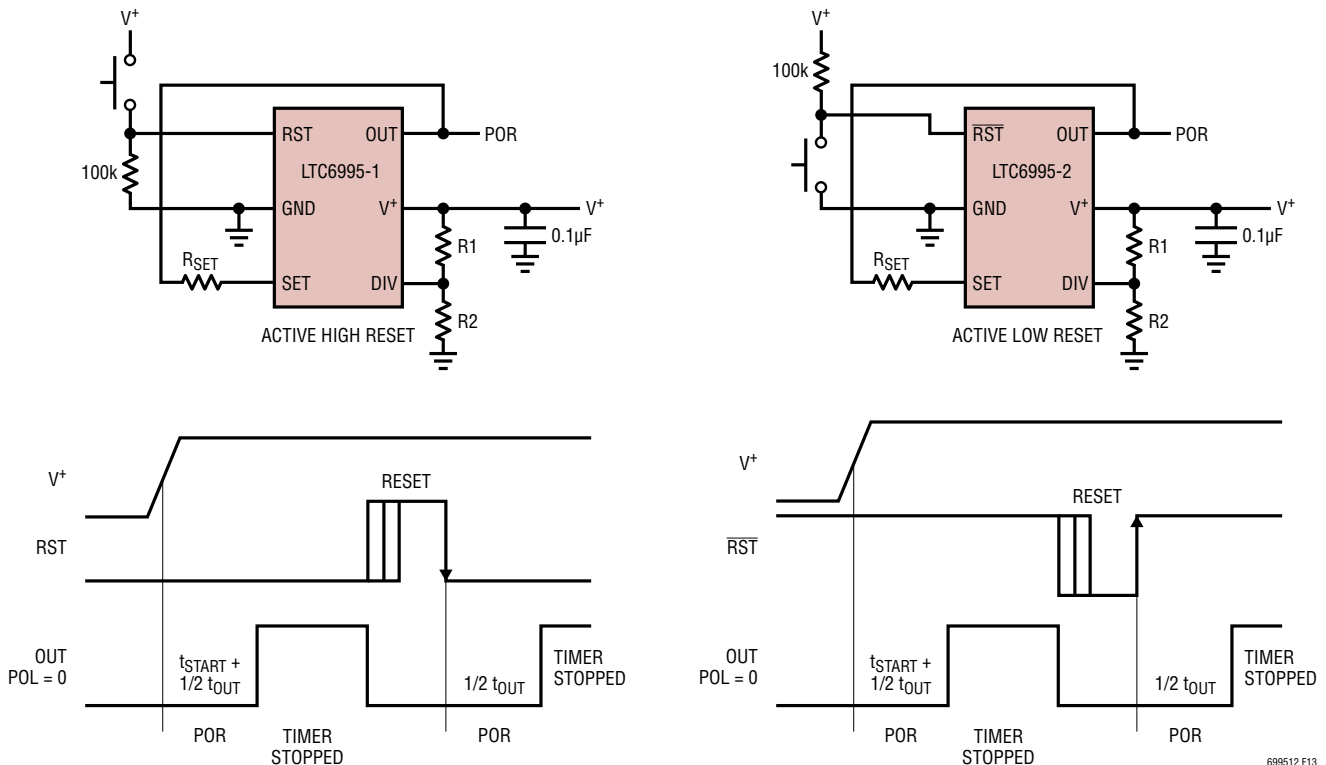 V+
100k
RST
OUT
POR
LTC6995-1
GND
V+
V+
R1
0.1µF
RSET
SET
DIV
R2
ACTIVE HIGH RESET
V+
100k
RST
OUT
POR
LTC6995-2
GND
V+
V+
R1
0.1µF
RSET
SET
DIV
R2
ACTIVE LOW RESET
V+
RESET
RST
OUT
POL = 0
tSTART +
1/2 tOUT
1/2 tOUT
TIMER
STOPPED
POR
TIMER
STOPPED
POR
V+
RESET
RST
OUT
POL = 0
tSTART +
1/2 tOUT
1/2 tOUT
TIMER
STOPPED
POR
TIMER
STOPPED
POR
699512 F13